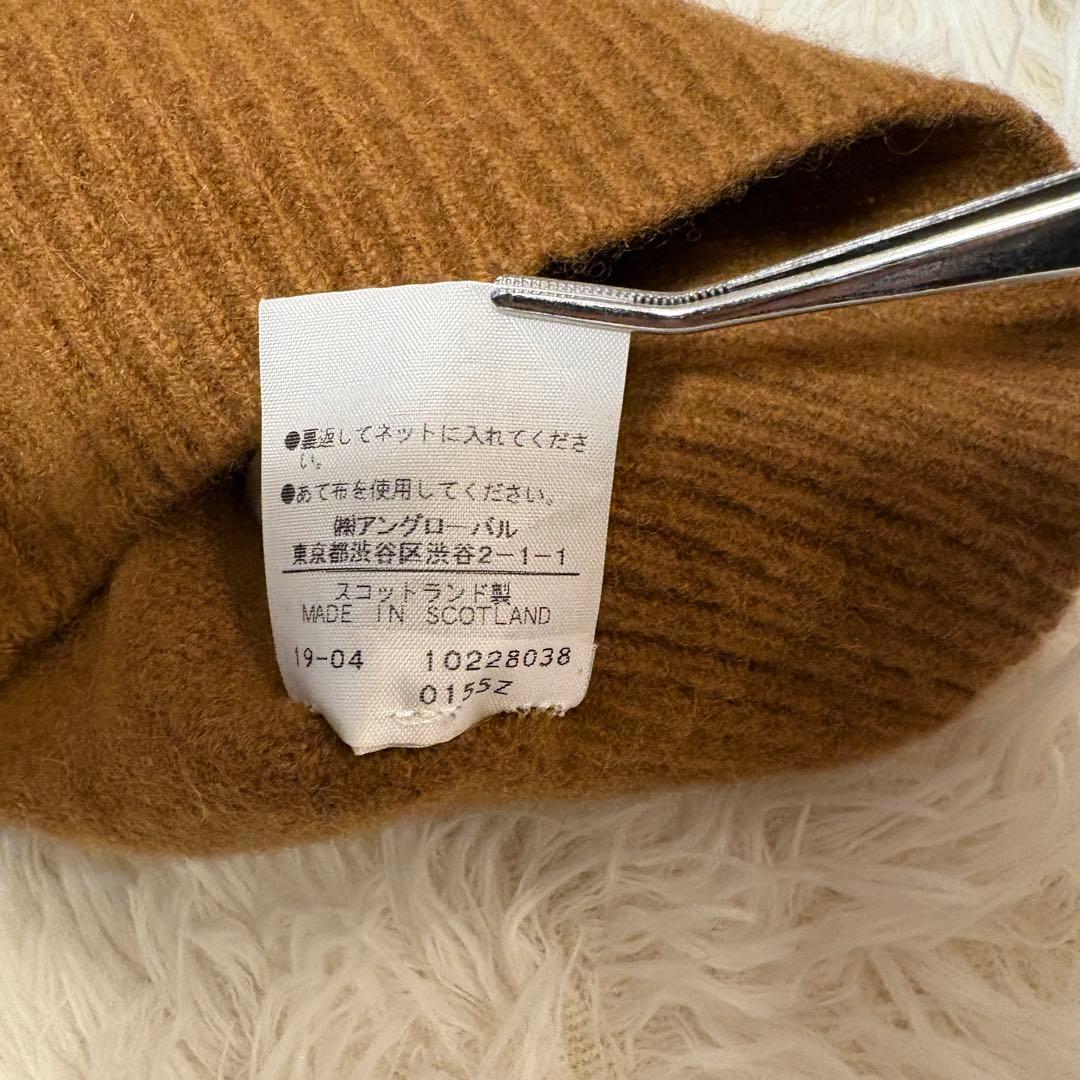 ●裏返してネットに入れてくださ
い。
●あて布を使用してください。
㈱アングローバル
東京都渋谷区渋谷2-1-1
スコットランド製
MADE IN SCOTLAND
19-04 10228038
0155Z